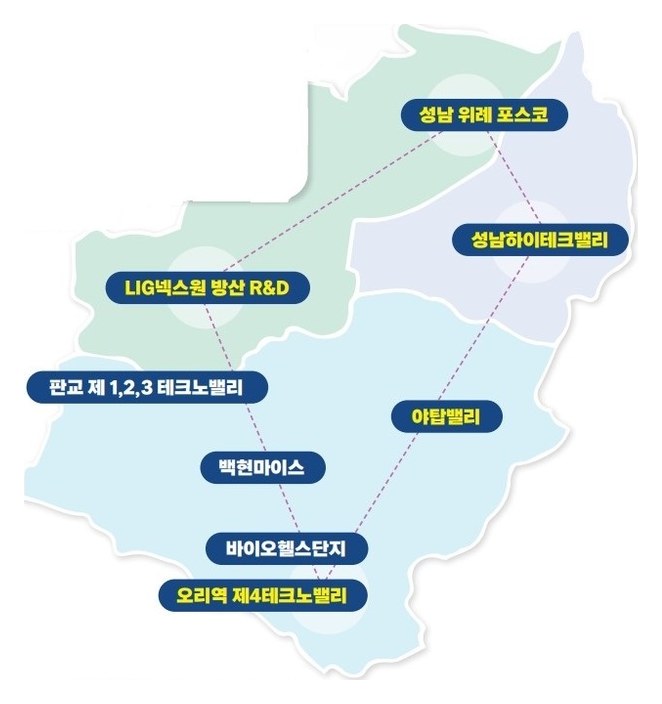 성남 위례 포스코
성남하이테크밸리
LIG넥스원 방산 R&D
판교 제 1,2,3 테크노밸리
야탑밸리
백현마이스
바이오헬스단지
오리역 제4테크노밸리